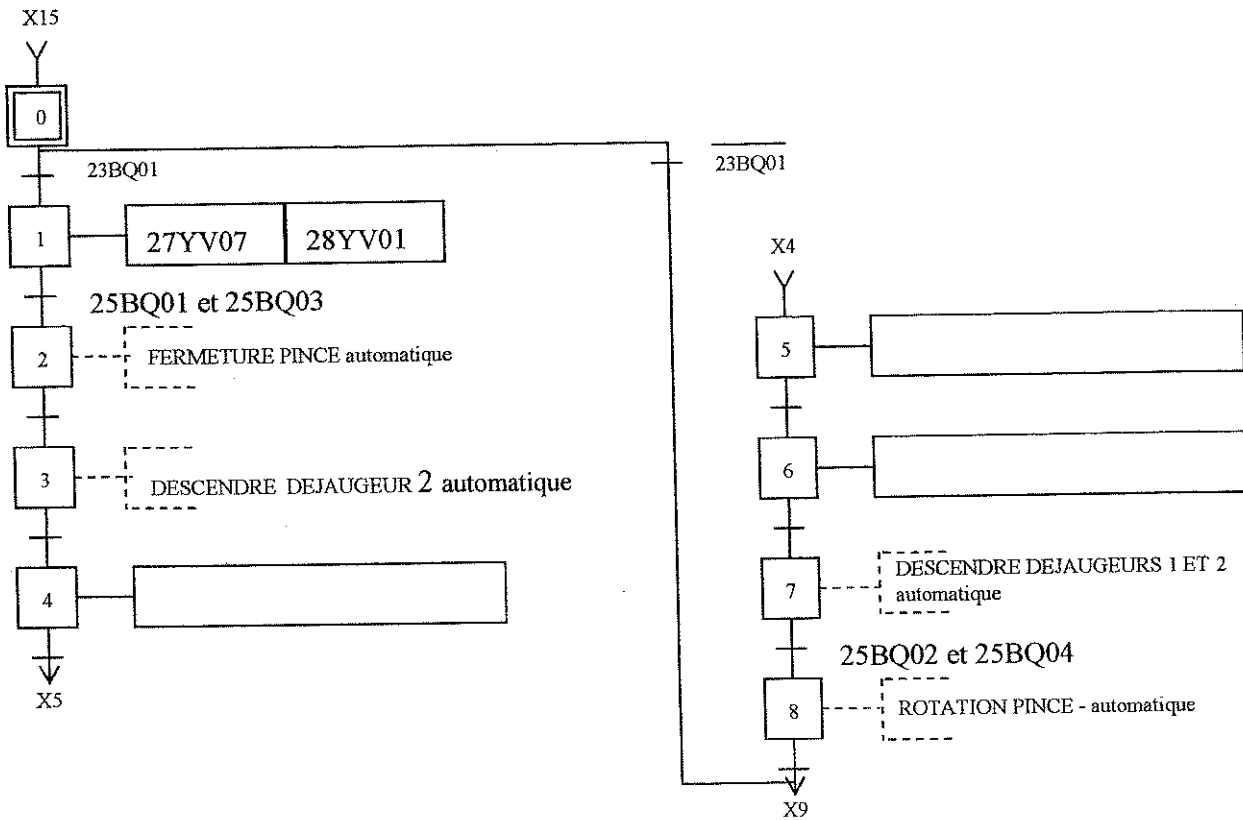 X15
0
23BQ01
23BQ01
1
27YV07 28YV01
X4
25BQ01 et 25BQ03
2
FERMETURE PINCE automatique
5
3
DESCENDRE DEJAUGEUR 2 automatique
6
4
7
DESCENDRE DEJAUGEURS 1 ET 2
automatique
X5
25BQ02 et 25BQ04
8
ROTATION PINCE - automatique
X9